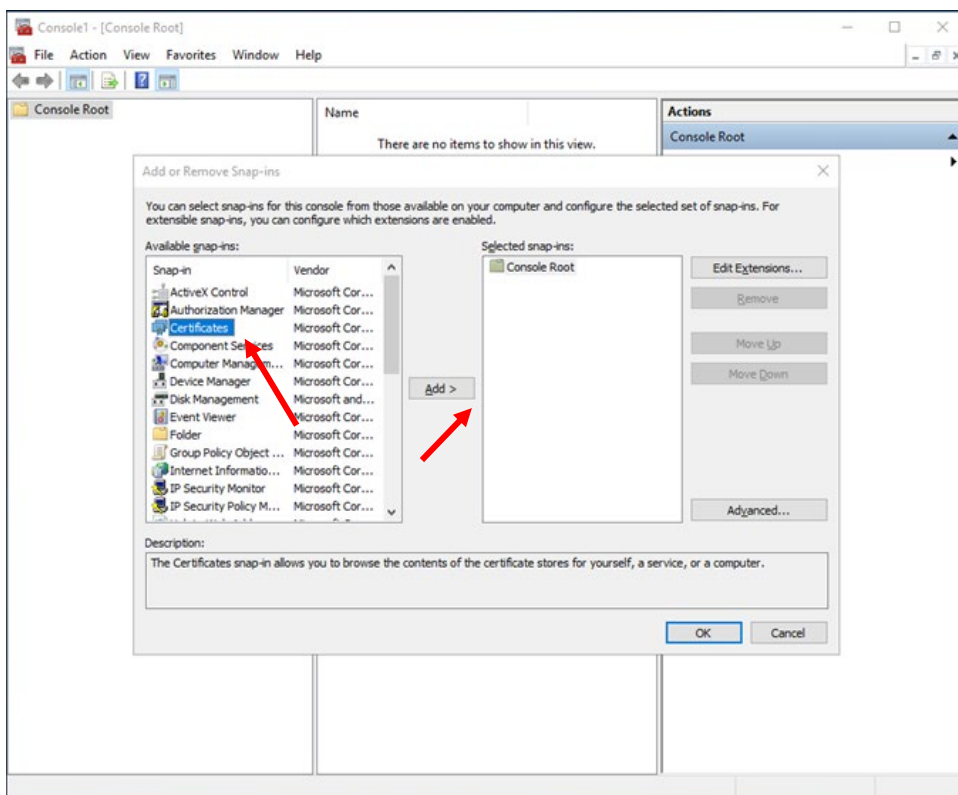 Console1 - [Console Root]
File Action View Favorites Window Help
Console Root
Name
There are no items to show in this view.
Actions
Console Root
Add or Remove Snap-ins
You can select snap-ins for this console from those available on your computer and configure the selected set of snap-ins. For
extensible snap-ins, you can configure which extensions are enabled.
Available snap-ins:
Snap-in Vendor
ActiveX Control Microsoft Cor...
Authorization Manager Microsoft Cor...
Certificates Microsoft Cor...
Component Services Microsoft Cor...
Computer Managem... Microsoft Cor...
Device Manager Microsoft Cor...
Disk Management Microsoft and...
Event Viewer Microsoft Cor...
Folder Microsoft Cor...
Group Policy Object ... Microsoft Cor...
Internet Informatio... Microsoft Cor...
IP Security Monitor Microsoft Cor...
IP Security Policy M... Microsoft Cor...
Add >
Selected snap-ins:
Console Root
Edit Extensions...
Remove
Move Up
Move Down
Advanced...
Description:
The Certificates snap-in allows you to browse the contents of the certificate stores for yourself, a service, or a computer.
OK Cancel